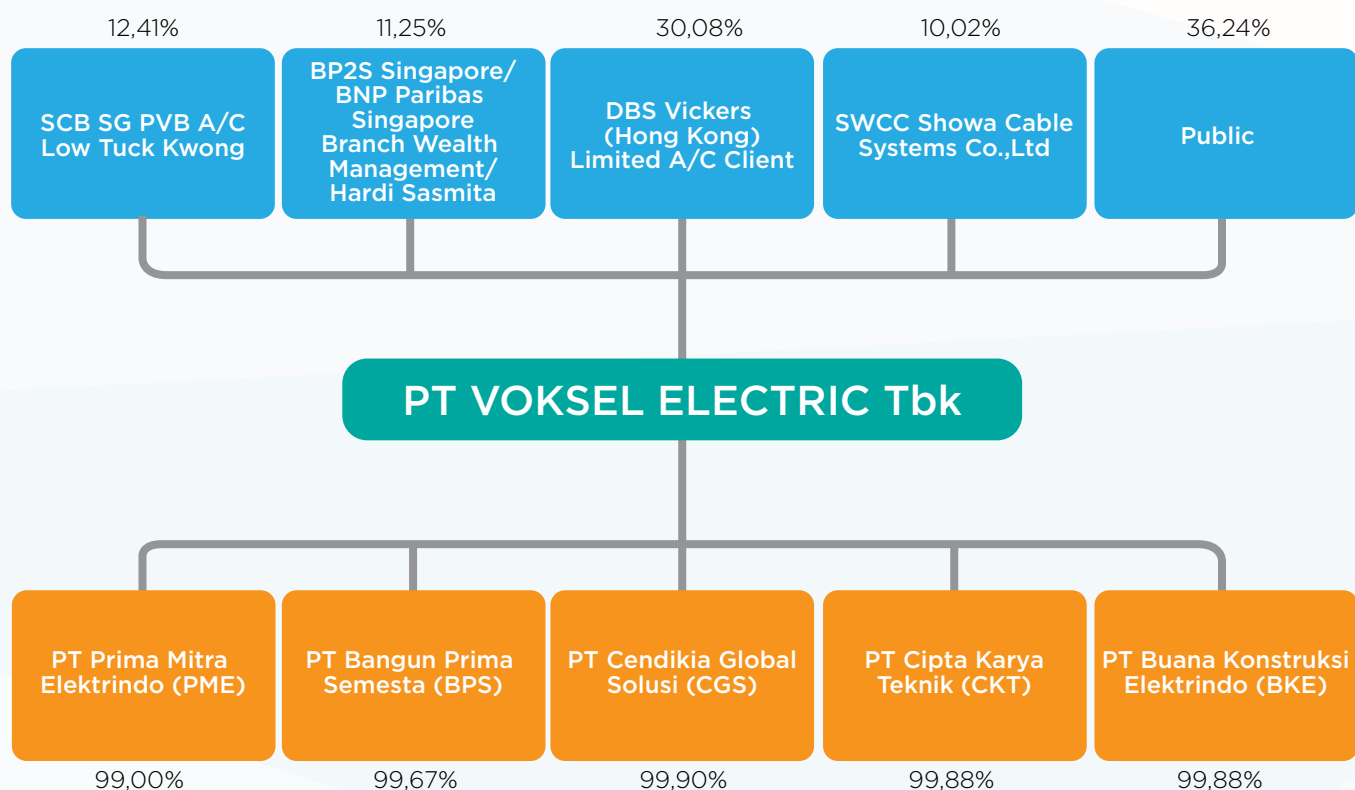 12,41%
11,25%
30,08%
10,02%
36,24%
SCB SG PVB A/C
Low Tuck Kwong
BP2S Singapore/
BNP Paribas
Singapore
Branch Wealth
Management/
Hardi Sasmita
DBS Vickers
(Hong Kong)
Limited A/C Client
SWCC Showa Cable
Systems Co.,Ltd
Public
PT VOKSEL ELECTRIC Tbk
PT Prima Mitra
Elektrindo (PME)
PT Bangun Prima
Semesta (BPS)
PT Cendikia Global
Solusi (CGS)
PT Cipta Karya
Teknik (CKT)
PT Buana Konstruksi
Elektrindo (BKE)
99,00%
99,67%
99,90%
99,88%
99,88%